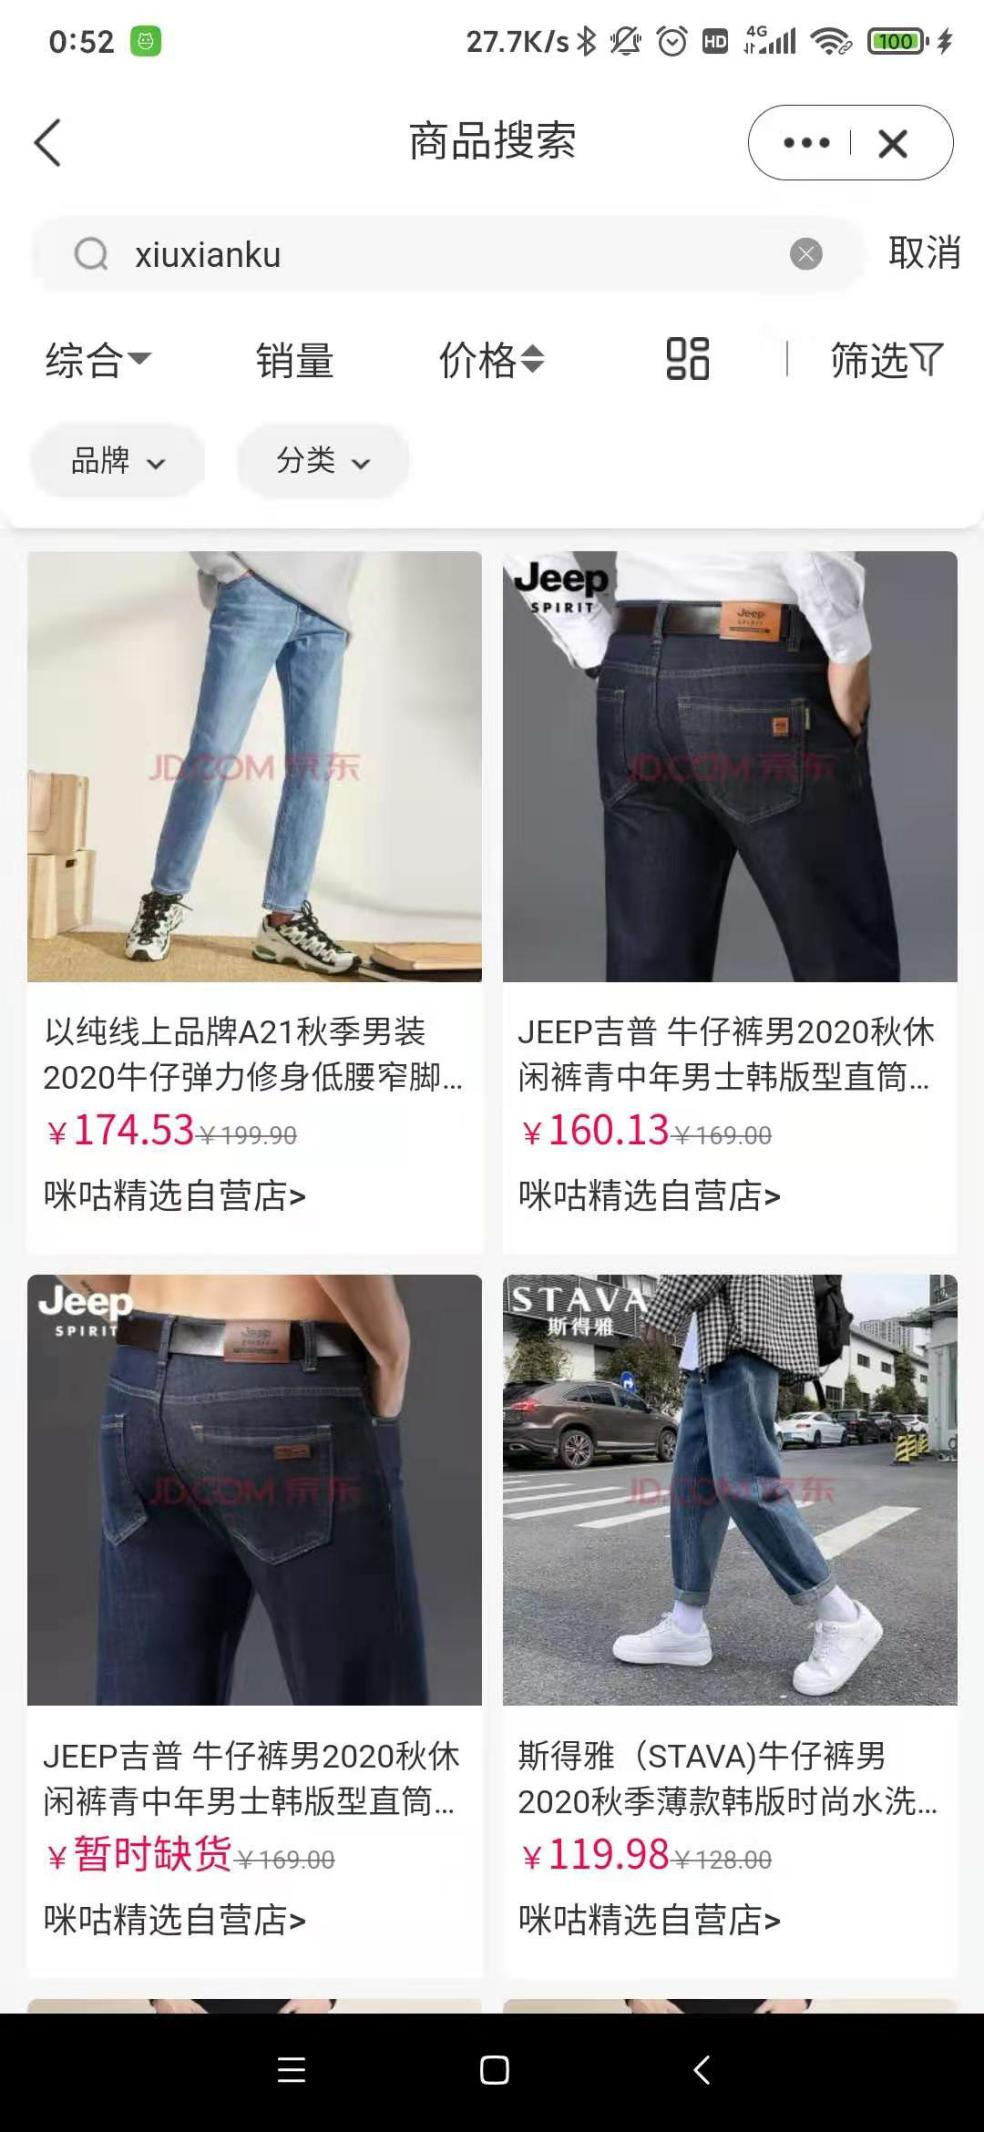 0:52
27.7K/s
HD
4G
100
商品搜索
xiuxianku
取消
综合
销量
价格
筛选
品牌
分类
Jeep
SPIRIT
Jeep
JD.COM 京东
JD.COM 京东
以纯线上品牌A21秋季男装
2020牛仔弹力修身低腰窄脚...
￥174.53￥199.90
咪咕精选自营店>
JEEP吉普 牛仔裤男2020秋休
闲裤青中年男士韩版型直筒...
￥160.13￥169.00
咪咕精选自营店>
Jeep
SPIRIT
Jeep
JD.COM 京东
STAVA
斯得雅
JD.COM 京东
JEEP吉普 牛仔裤男2020秋休
闲裤青中年男士韩版型直筒...
￥暂时缺货￥169.00
咪咕精选自营店>
斯得雅（STAVA)牛仔裤男
2020秋季薄款韩版时尚水洗...
￥119.98￥128.00
咪咕精选自营店>